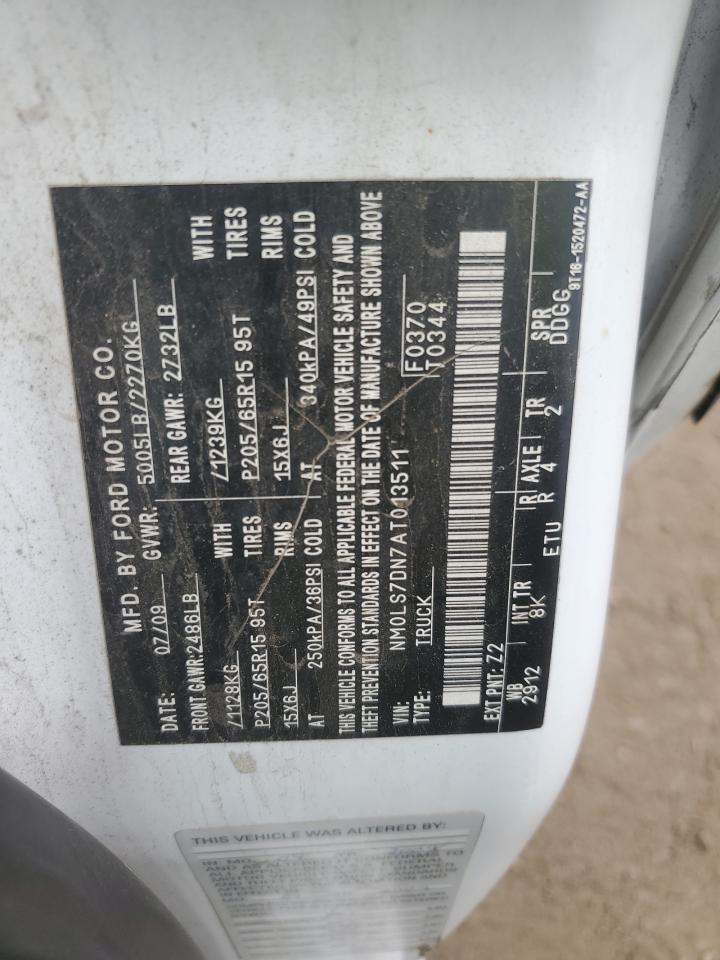 MFD. BY FORD MOTOR CO.
DATE: 07/09 GVWR: 5005LB/2270KG
FRONT GAWR: 2486LB REAR GAWR: 2732LB
/1128KG WITH /1239KG WITH
P205/65R15 95T TIRES P205/65R15 95T TIRES
15X6J RIMS 15X6J RIMS
AT 250kPA/36PSI COLD AT 340kPA/49PSI COLD
THIS VEHICLE CONFORMS TO ALL APPLICABLE FEDERAL MOTOR VEHICLE SAFETY AND
THEFT PREVENTION STANDARDS IN EFFECT ON THE DATE OF MANUFACTURE SHOWN ABOVE
VIN: NM0LS7DN7AT013511 F0370
TYPE: TRUCK T0344
EXT PNT: Z2
WB INT TR R AXLE TR SPR
2912 8K R 4 2 DDGG
ETU 9T16-1520472-AA
THIS VEHICLE WAS ALTERED BY: